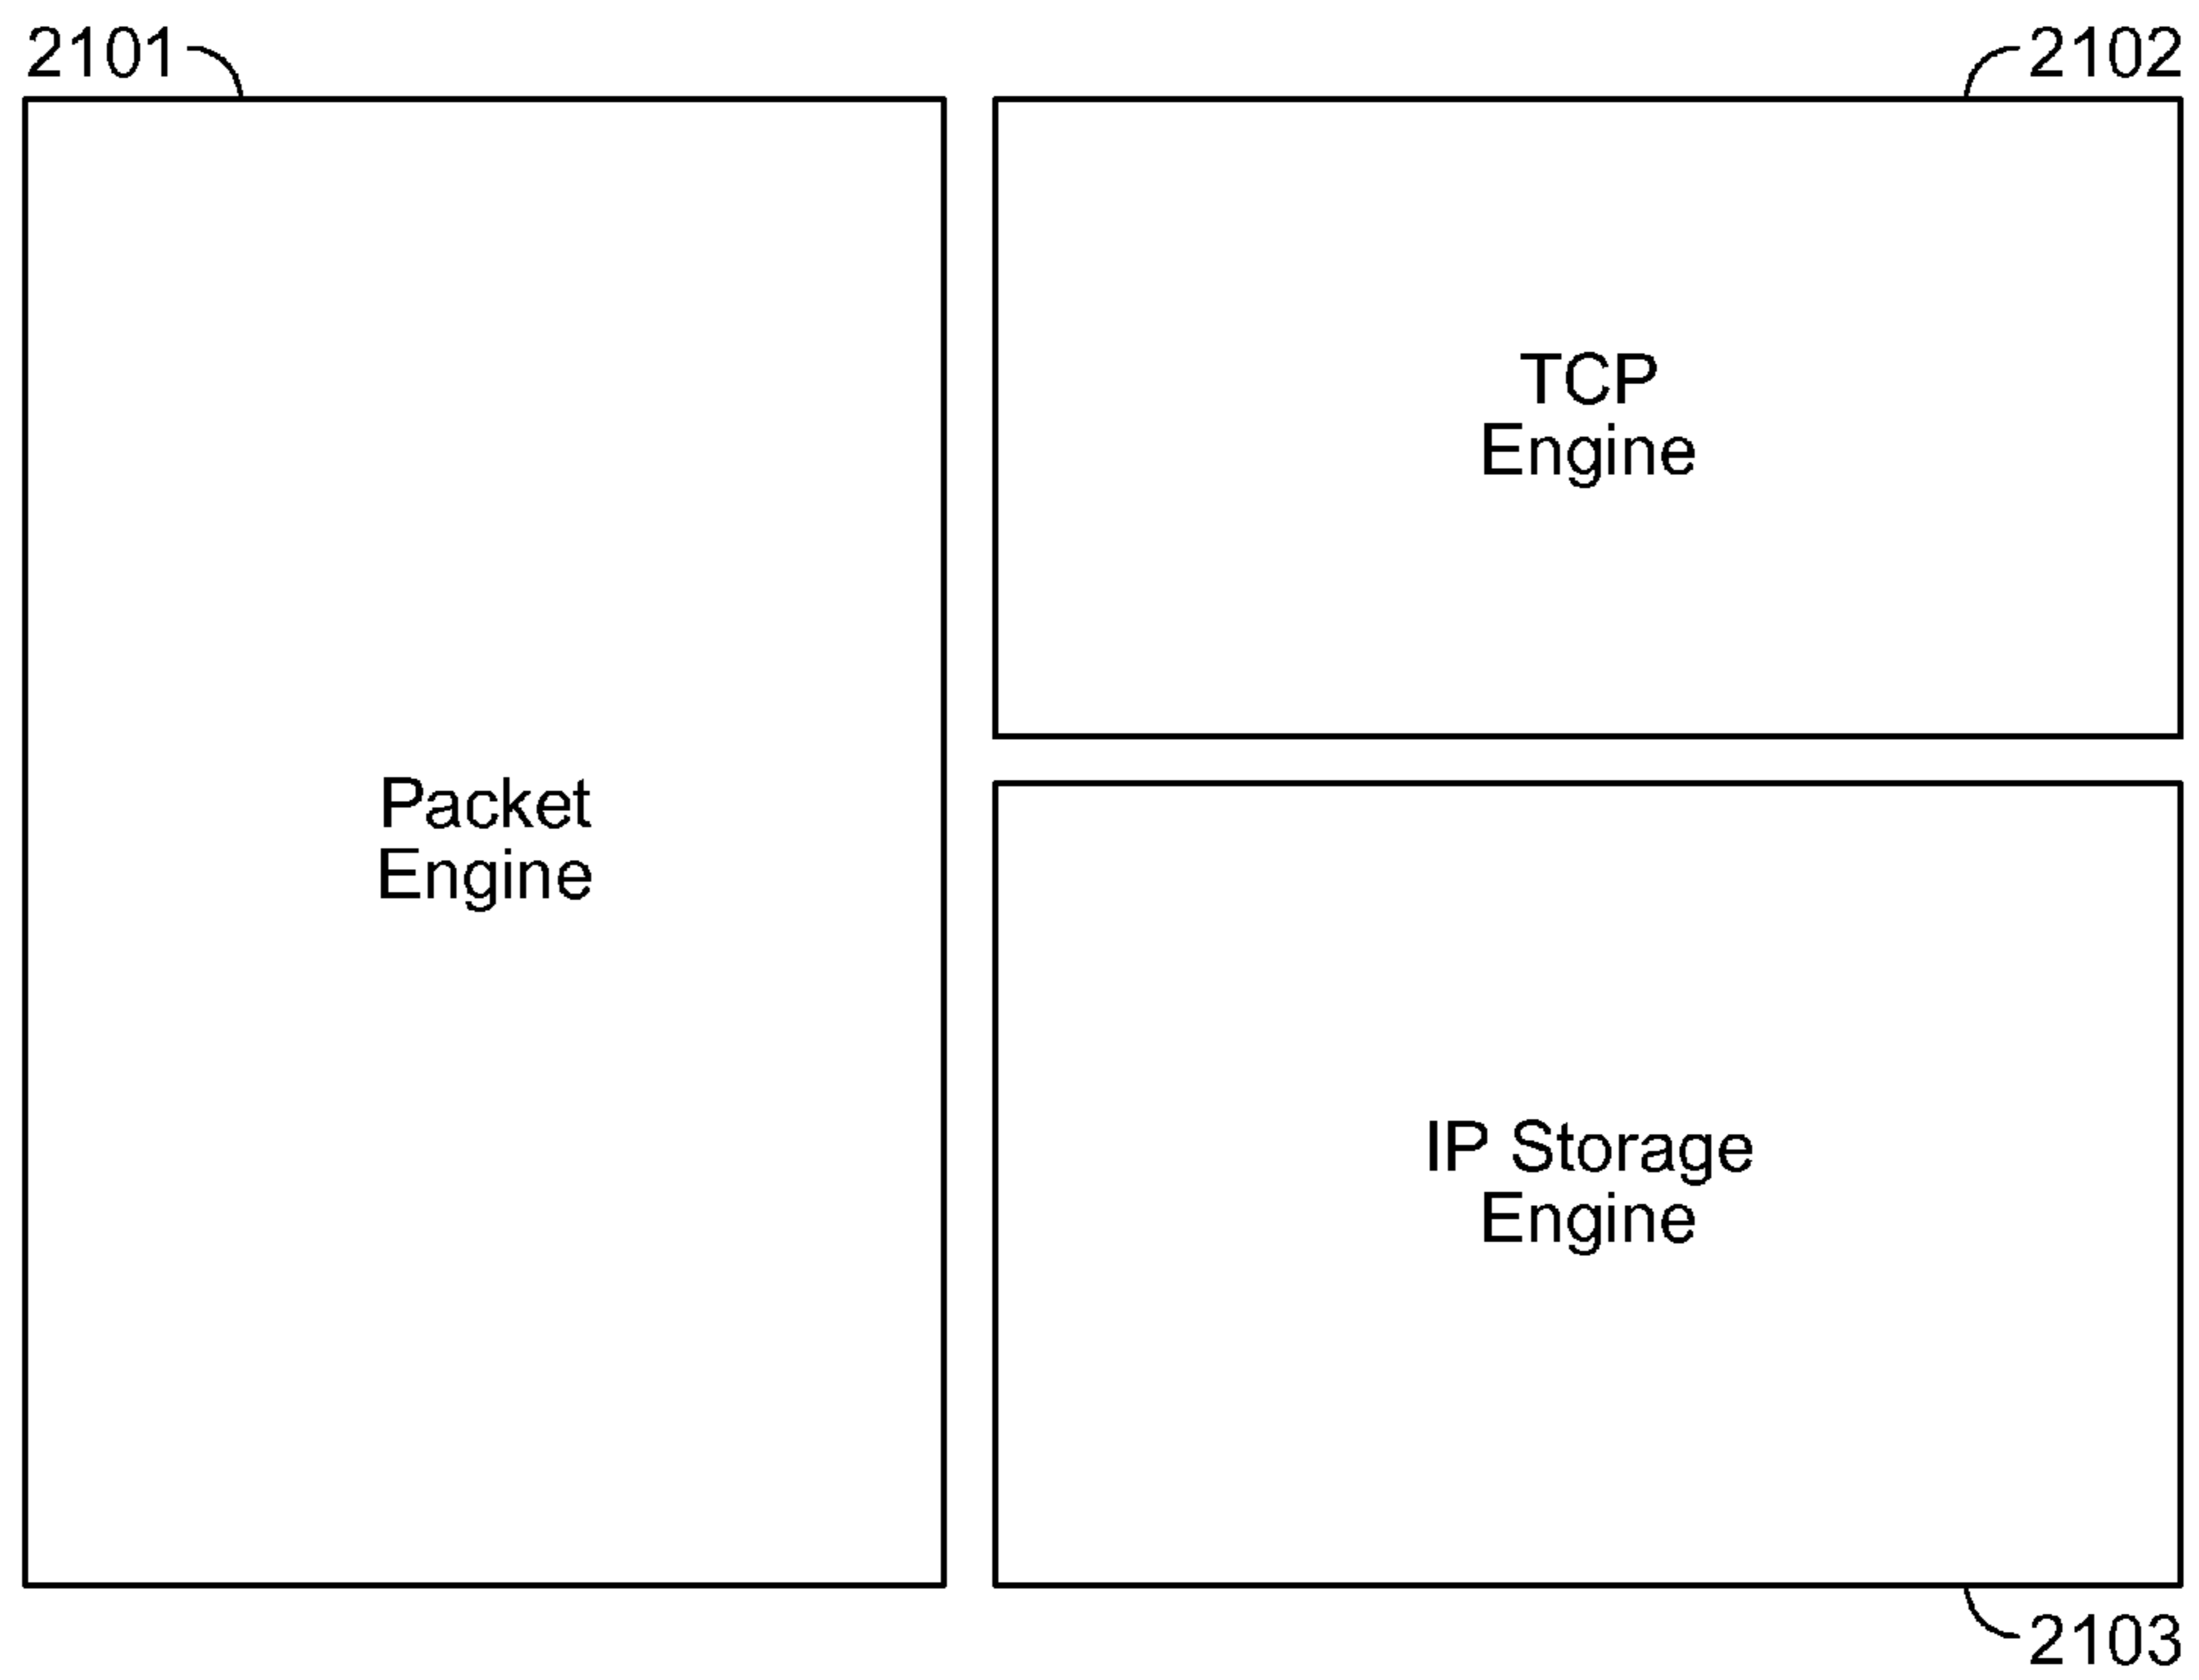 2101
2102
Packet
Engine
TCP
Engine
IP Storage
Engine
2103